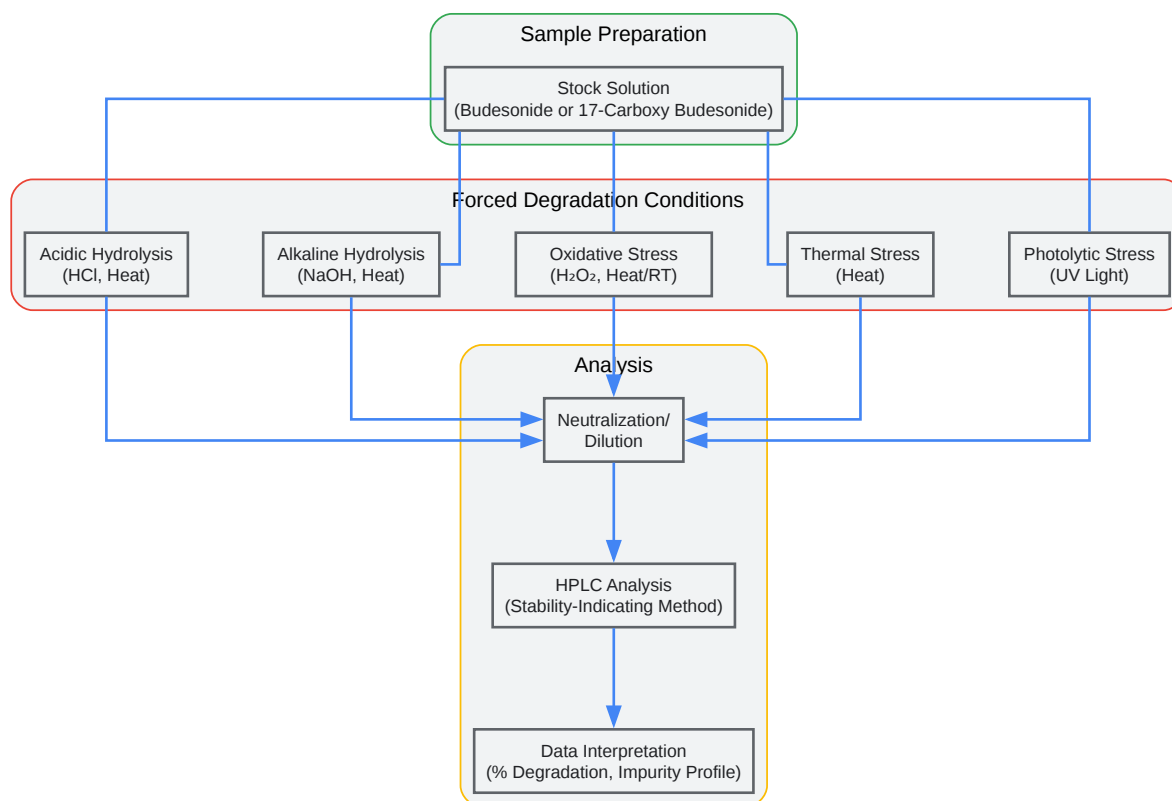 Sample Preparation
Stock Solution
(Budesonide or 17-Carboxy Budesonide)
Forced Degradation Conditions
Acidic Hydrolysis
(HCl, Heat)
Alkaline Hydrolysis
(NaOH, Heat)
Oxidative Stress
(H₂O₂, Heat/RT)
Thermal Stress
(Heat)
Photolytic Stress
(UV Light)
Analysis
Neutralization/
Dilution
HPLC Analysis
(Stability-Indicating Method)
Data Interpretation
(% Degradation, Impurity Profile)